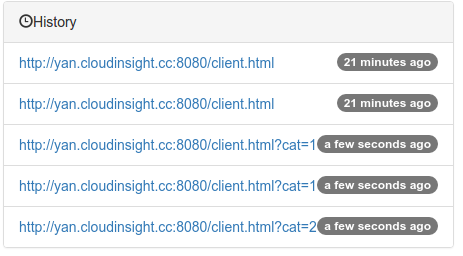 History
http://yan.cloudinsight.cc:8080/client.html 21 minutes ago
http://yan.cloudinsight.cc:8080/client.html 21 minutes ago
http://yan.cloudinsight.cc:8080/client.html?cat=1 a few seconds ago
http://yan.cloudinsight.cc:8080/client.html?cat=1 a few seconds ago
http://yan.cloudinsight.cc:8080/client.html?cat=2 a few seconds ago